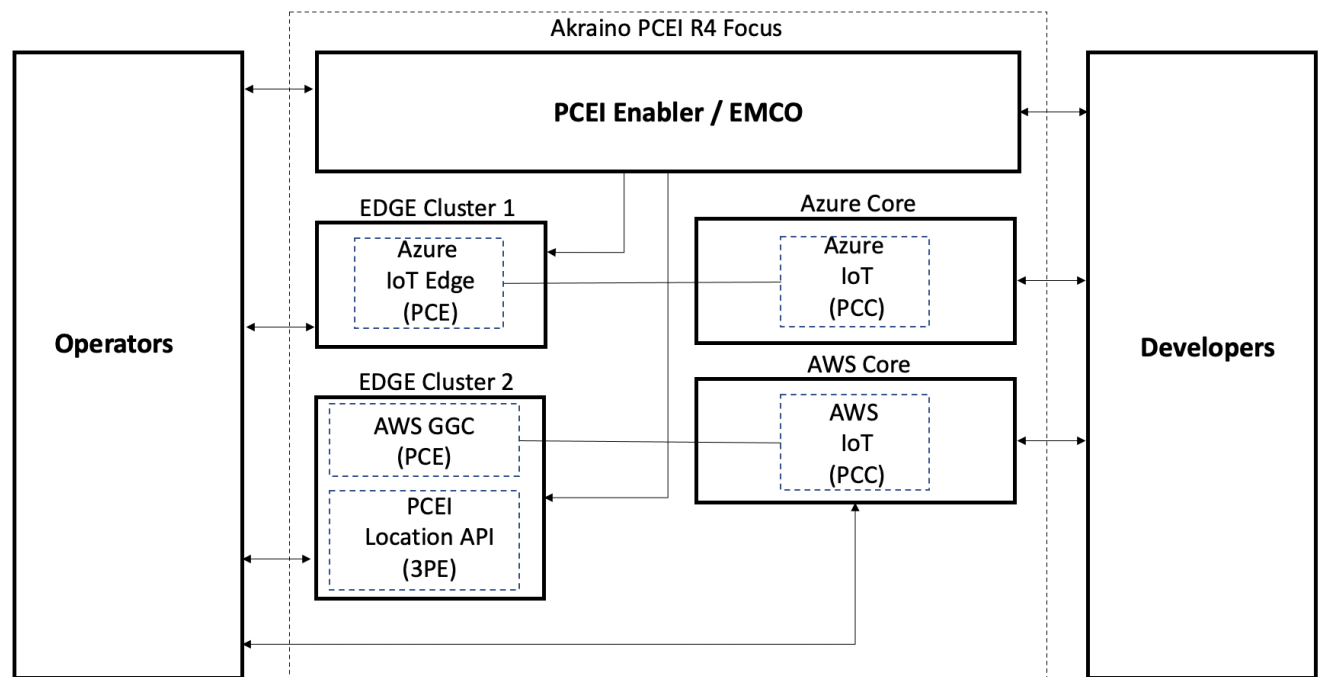 Akraino PCEI R4 Focus
PCEI Enabler / EMCO
EDGE Cluster 1
Azure
IoT Edge
(PCE)
Azure Core
Azure
IoT
(PCC)
Operators
Developers
EDGE Cluster 2
AWS GGC
(PCE)
PCEI
Location API
(3PE)
AWS Core
AWS
IoT
(PCC)